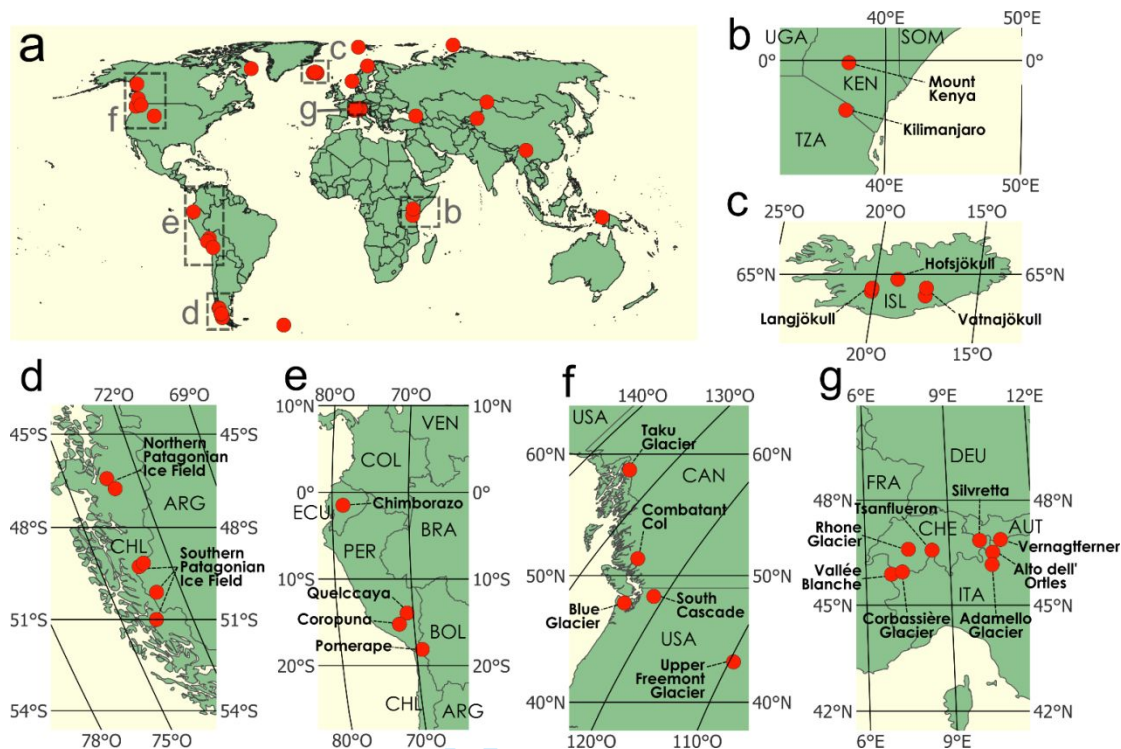 a
c
f
g
e
b
d
b
40°E
50°E
UGA
SOM
0°
0°
KEN
Mount
Kenya
Kilimanjaro
TZA
40°E
50°E
c
25°O
20°O
15°O
65°N
65°N
Hofsjökull
ISL
Langjökull
Vatnajökull
20°O
15°O
d
72°O
69°O
45°S
45°S
Northern
Patagonian
Ice Field
ARG
48°S
48°S
CHL
Southern
Patagonian
Ice Field
51°S
51°S
54°S
54°S
78°O
75°O
e
80°O
70°O
10°N
10°N
VEN
COL
0°
0°
Chimborazo
ECU
BRA
PER
10°S
10°S
Quelccaya
Coropuna
BOL
Pomerape
20°S
20°S
CHL
ARG
80°O
70°O
f
140°O
130°O
USA
Taku
Glacier
60°N
60°N
CAN
Combatant
Col
50°N
50°N
Blue
Glacier
South
Cascade
USA
Upper
Freemont
Glacier
40°N
40°N
120°O
110°O
g
6°E
9°E
12°E
DEU
FRA
Silvretta
48°N
48°N
Tsanflueron
CHE
AUT
Rhone
Glacier
Vernagtferner
Vallée
Blanche
Alto dell'
Ortles
ITA
45°N
45°N
Corbassière
Glacier
Adamello
Glacier
42°N
42°N
6°E
9°E
12°E